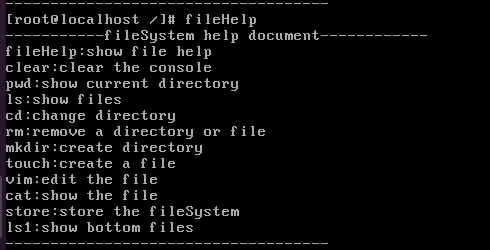 ------------------------------------
[root@localhost /]# fileHelp
-----------fileSystem help document------------
fileHelp:show file help
clear:clear the console
pwd:show current directory
ls:show files
cd:change directory
rm:remove a directory or file
mkdir:create directory
touch:create a file
vim:edit the file
cat:show the file
store:store the fileSystem
ls1:show bottom files
------------------------------------